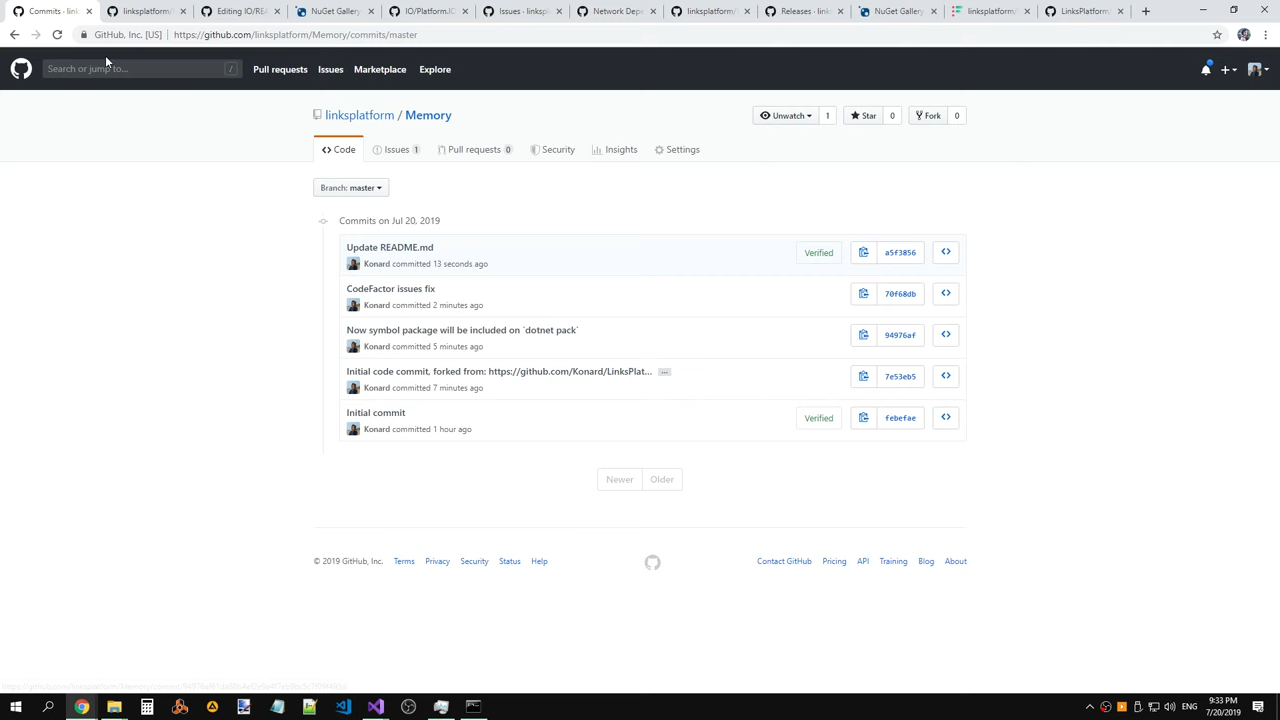 Commits · link
linksplatform/
Editing IO/REA
NuGet Gallery
IO/Platform.IO
Issues · linkspl
Network Depe
linksplatform/
Releases · links
NuGet Gallery
linksplatform/
LinksPlatform/
GitHub, Inc. [US] | https://github.com/linksplatform/Memory/commits/master
Search or jump to...
/
Pull requests Issues Marketplace Explore
linksplatform / Memory
Unwatch 1 Star 0 Fork 0
Code Issues 1 Pull requests 0 Security Insights Settings
Branch: master
Commits on Jul 20, 2019
Update README.md
Konard committed 13 seconds ago
Verified a5f3856
CodeFactor issues fix
Konard committed 2 minutes ago
70f68db
Now symbol package will be included on `dotnet pack`
Konard committed 5 minutes ago
94976af
Initial code commit, forked from: https://github.com/Konard/LinksPlat... ...
Konard committed 7 minutes ago
7e53eb5
Initial commit
Konard committed 1 hour ago
Verified febefae
Newer Older
© 2019 GitHub, Inc. Terms Privacy Security Status Help
Contact GitHub Pricing API Training Blog About
ENG
9:33 PM
7/20/2019